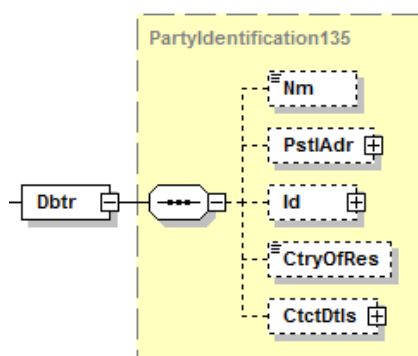 PartyIdentification135
Nm
PstlAdr
Dbtr
Id
CtryOfRes
CtctDtls